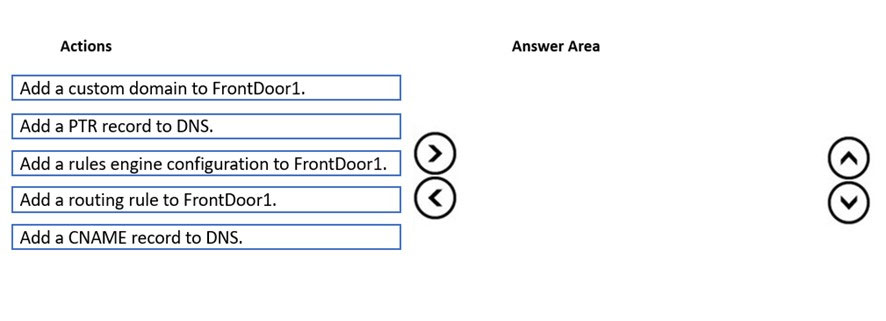 Actions
Answer Area
Add a custom domain to FrontDoor1.
Add a PTR record to DNS.
Add a rules engine configuration to FrontDoor1.
Add a routing rule to FrontDoor1.
Add a CNAME record to DNS.